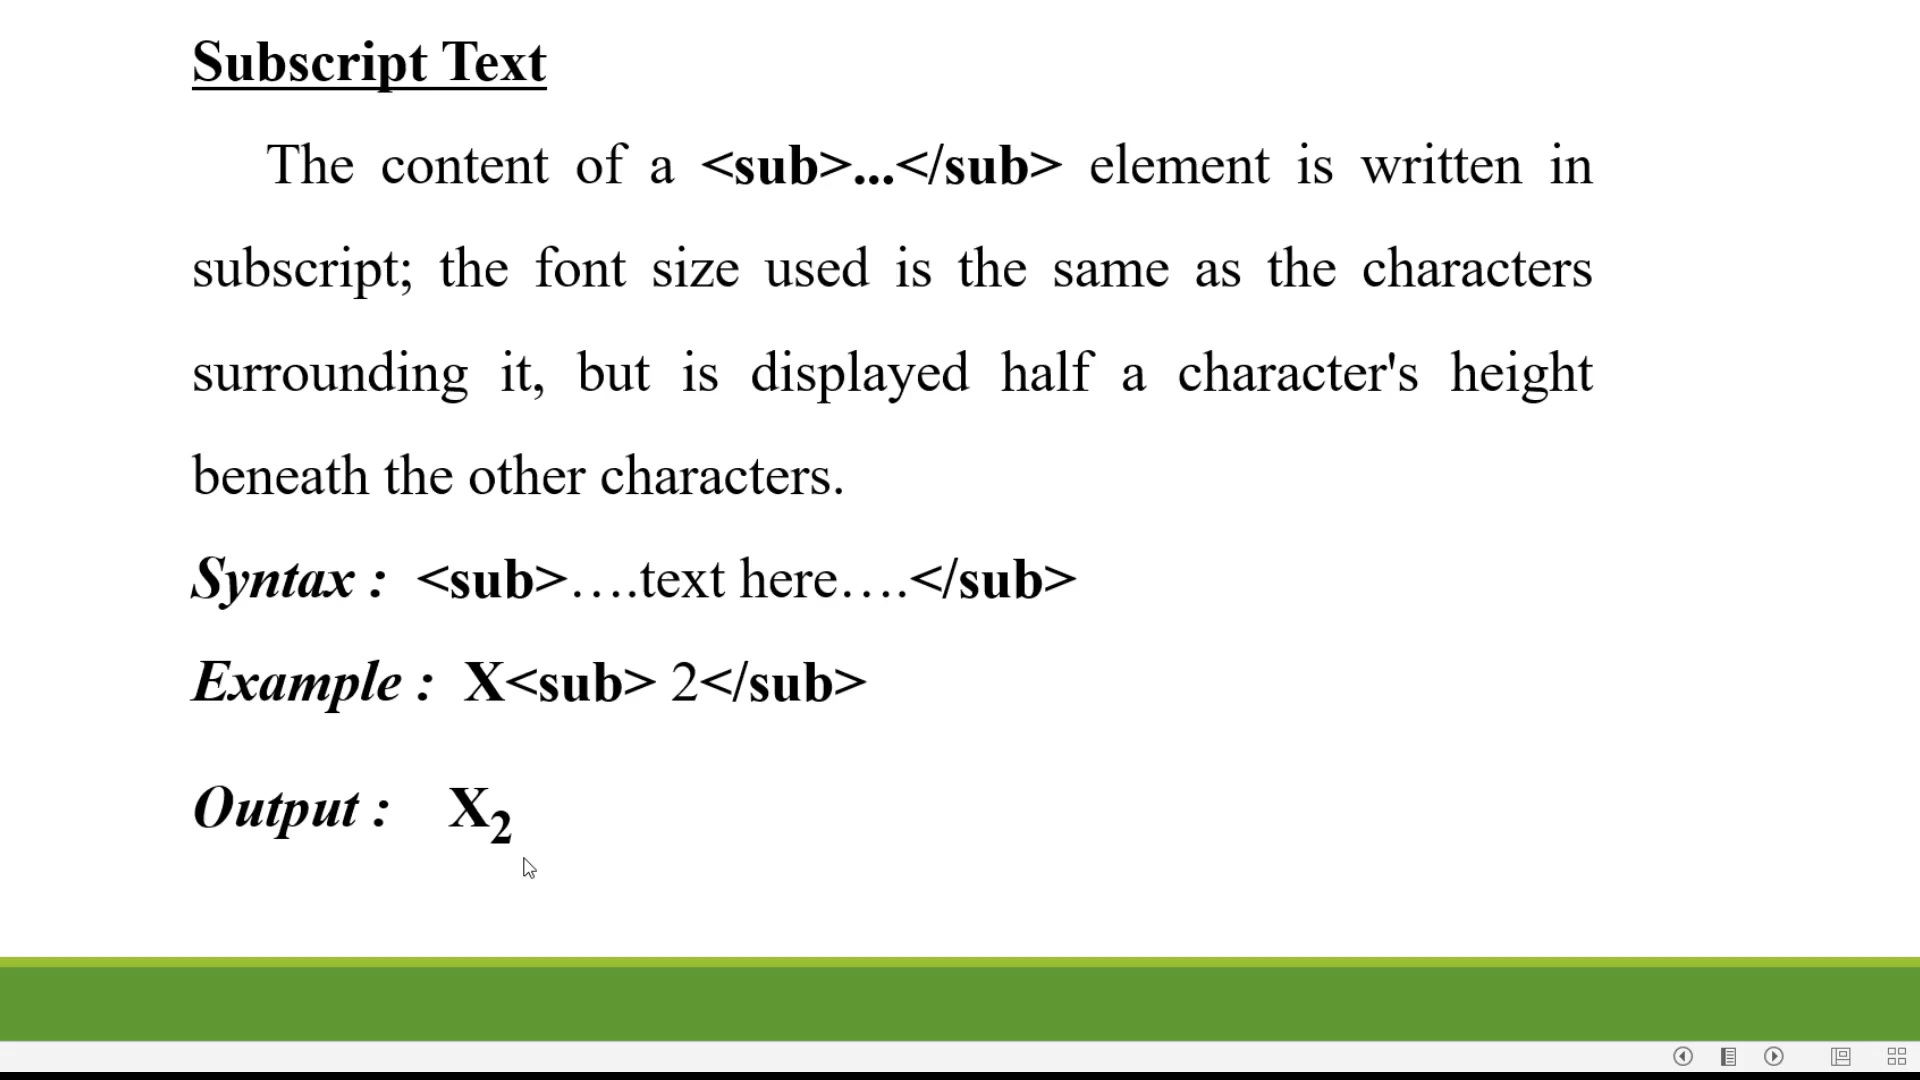 Subscript Text
The content of a <sub>...</sub> element is written in
subscript; the font size used is the same as the characters
surrounding it, but is displayed half a character's height
beneath the other characters.
Syntax : <sub>….text here….</sub>
Example : X<sub> 2</sub>
Output : X₂